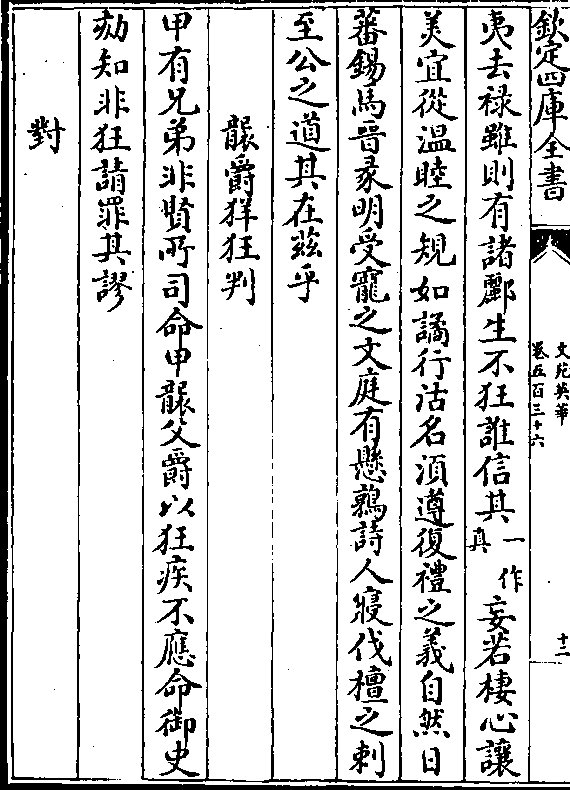 欽定四庫全書
文苑英華
卷五百三十六
十二
夷去禄雖則有諸酈生不狂誰信其一作真妄若棲心讓
美宜從温睦之規如譎行沽名湏遵復禮之義自然日
蕃錫馬晉彖明受寵之文庭有懸鶉詩人寢伐檀之刺
至公之道其在兹乎
襲爵佯狂判
甲有兄弟非賢所司命甲襲父爵以狂疾不應命御史
劾知非狂請罪其謬
對